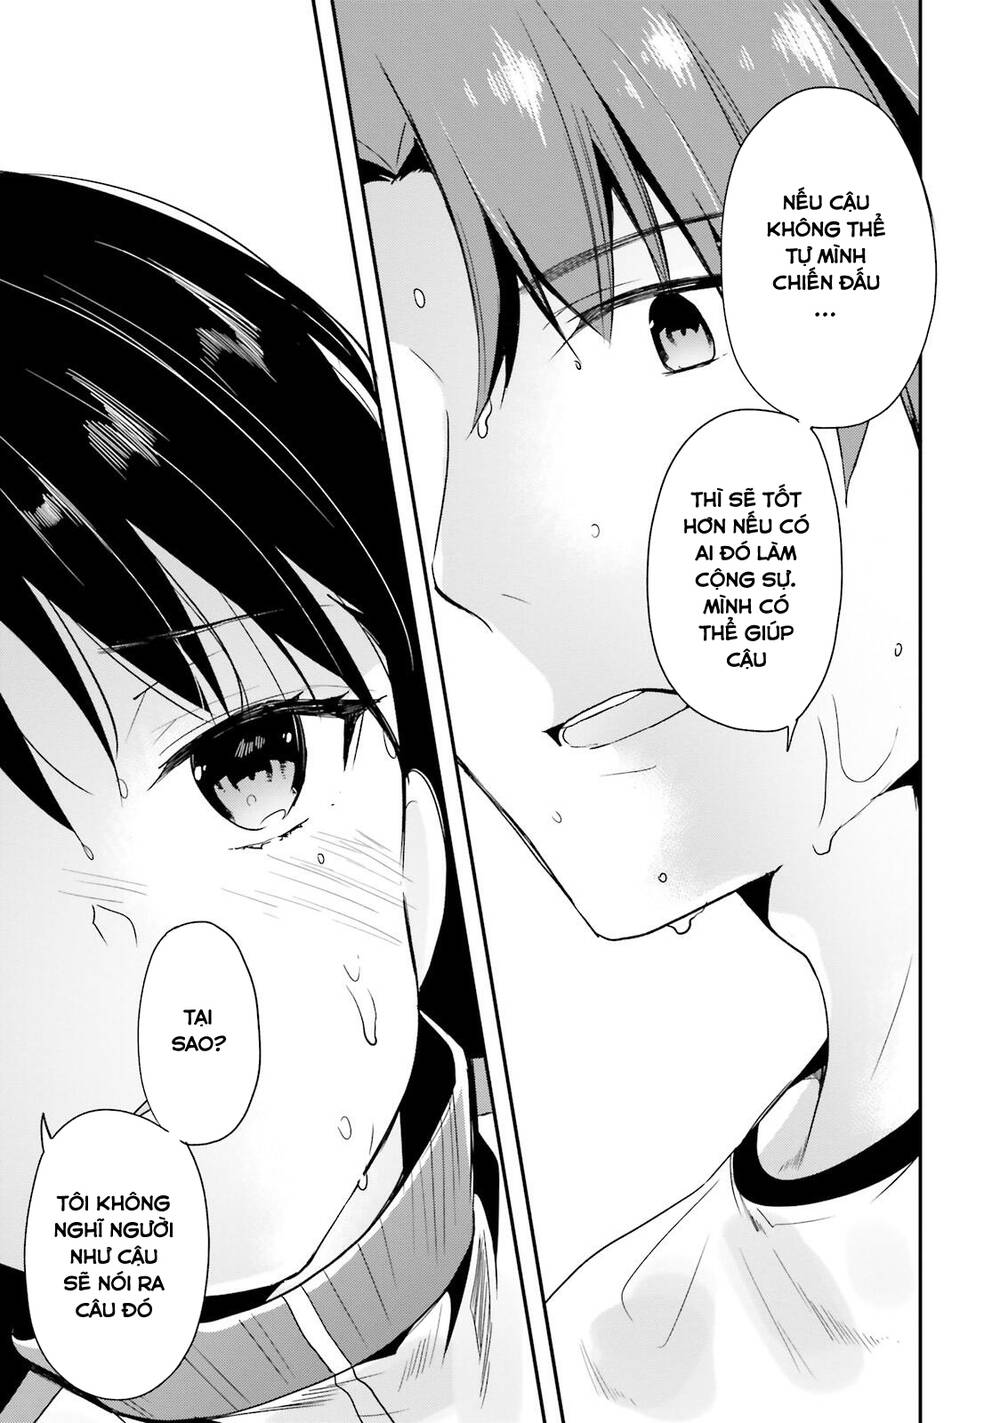 NẾU CẬU
KHÔNG THỂ
TỰ MÌNH
CHIẾN ĐẤU
...
THÌ SẼ TỐT
HƠN NẾU CÓ
AI ĐÓ LÀM
CỘNG SỰ.
MÌNH CÓ
THỂ GIÚP
CẬU
TẠI
SAO?
TÔI KHÔNG
NGHĨ NGƯỜI
NHƯ CẬU
SẼ NÓI RA
CÂU ĐÓ